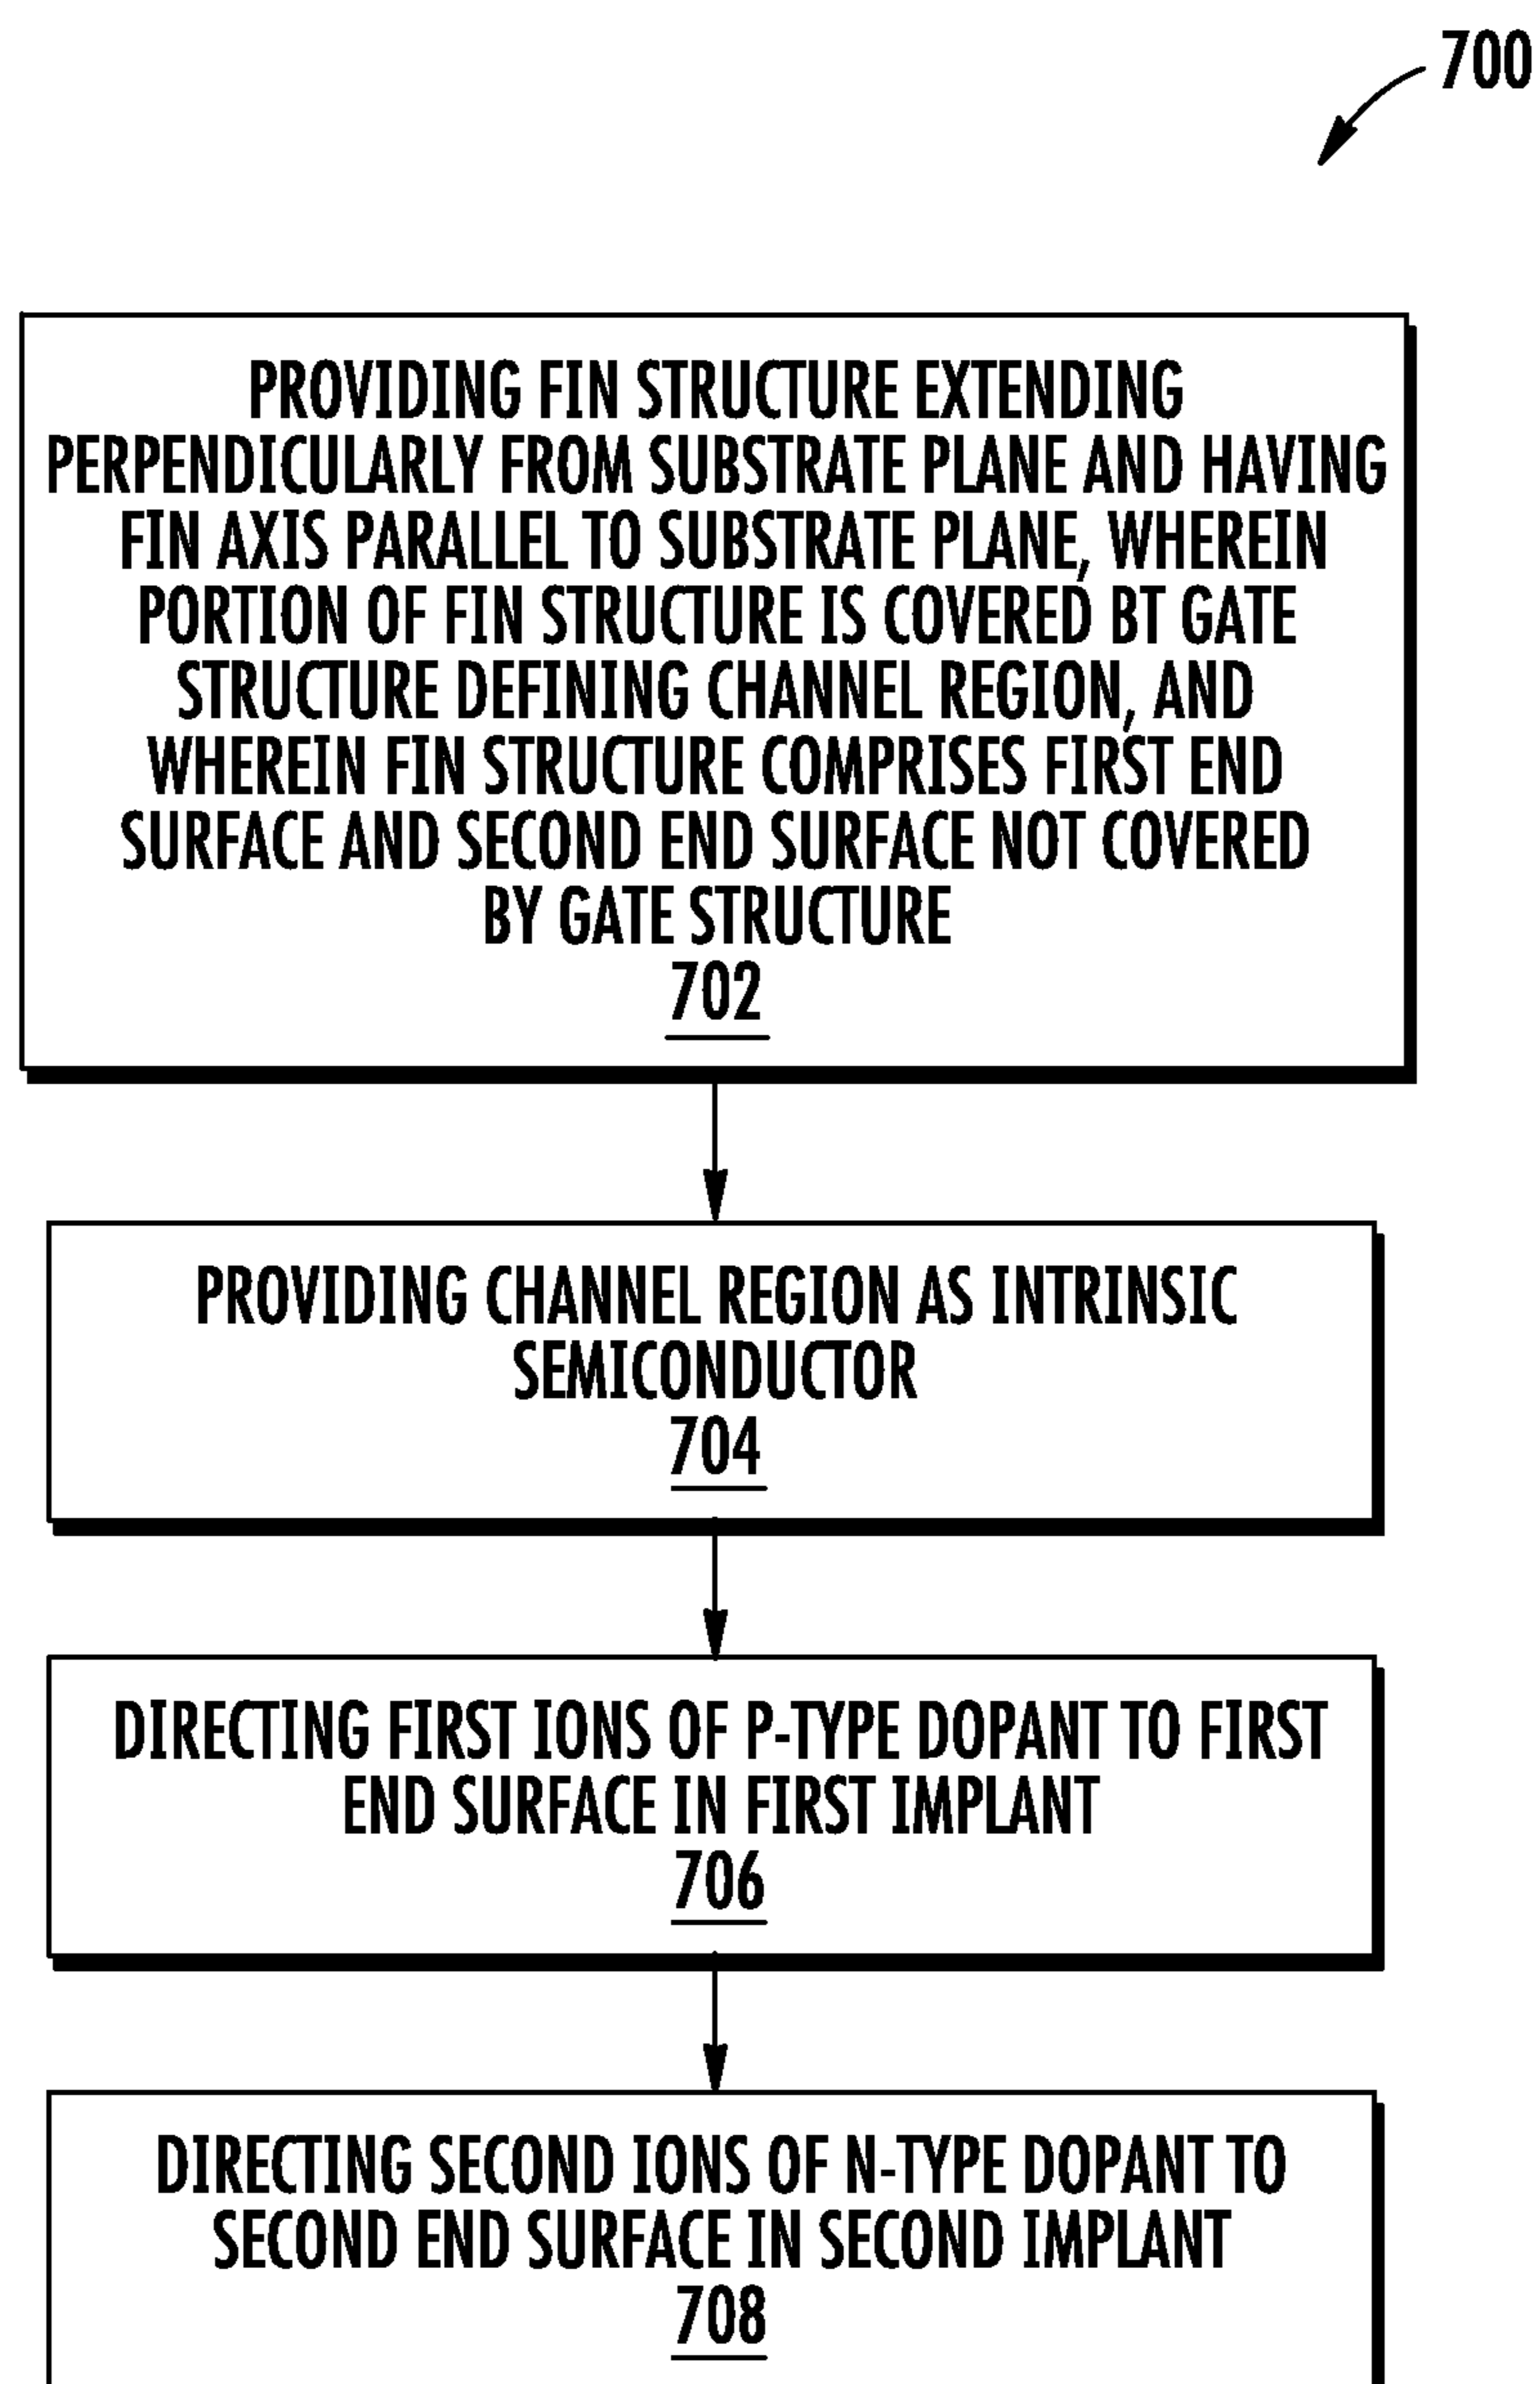 700
PROVIDING FIN STRUCTURE EXTENDING
PERPENDICULARLY FROM SUBSTRATE PLANE AND HAVING
FIN AXIS PARALLEL TO SUBSTRATE PLANE, WHEREIN
PORTION OF FIN STRUCTURE IS COVERED BT GATE
STRUCTURE DEFINING CHANNEL REGION, AND
WHEREIN FIN STRUCTURE COMPRISES FIRST END
SURFACE AND SECOND END SURFACE NOT COVERED
BY GATE STRUCTURE
702
PROVIDING CHANNEL REGION AS INTRINSIC
SEMICONDUCTOR
704
DIRECTING FIRST IONS OF P-TYPE DOPANT TO FIRST
END SURFACE IN FIRST IMPLANT
706
DIRECTING SECOND IONS OF N-TYPE DOPANT TO
SECOND END SURFACE IN SECOND IMPLANT
708